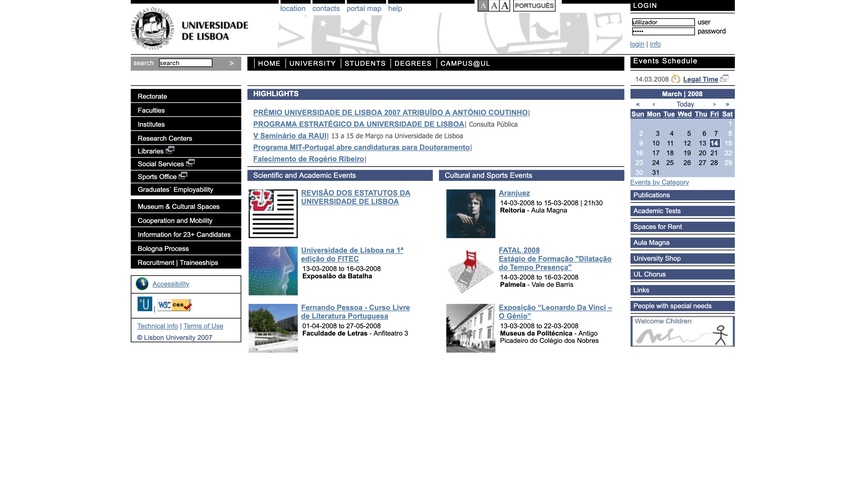 location contacts portal map help
A A A PORTUGUÊS
LOGIN
UNIVERSIDADE
DE LISBOA
utilizador user
••••• password
login | info
search search >
HOME UNIVERSITY STUDENTS DEGREES CAMPUS@UL
Events Schedule
14.03.2008 Legal Time
Rectorate
Faculties
Institutes
Research Centers
Libraries
Social Services
Sports Office
Graduates´ Employability
Museum & Cultural Spaces
Cooperation and Mobility
Information for 23+ Candidates
Bologna Process
Recruitment | Traineeships
Accessibility
U W3C css
Technical info | Terms of Use
© Lisbon University 2007
HIGHLIGHTS
PRÉMIO UNIVERSIDADE DE LISBOA 2007 ATRIBUÍDO A ANTÓNIO COUTINHO|
PROGRAMA ESTRATÉGICO DA UNIVERSIDADE DE LISBOA| Consulta Pública
V Seminário da RAUI| 13 a 15 de Março na Universidade de Lisboa
Programa MIT-Portugal abre candidaturas para Doutoramento|
Falecimento de Rogério Ribeiro|
Scientific and Academic Events
REVISÃO DOS ESTATUTOS DA
UNIVERSIDADE DE LISBOA
Universidade de Lisboa na 1ª
edição do FITEC
13-03-2008 to 16-03-2008
Exposalão da Batalha
Fernando Pessoa - Curso Livre
de Literatura Portuguesa
01-04-2008 to 27-05-2008
Faculdade de Letras - Anfiteatro 3
Cultural and Sports Events
Aranjuez
14-03-2008 to 15-03-2008 | 21h30
Reitoria - Aula Magna
FATAL 2008
Estágio de Formação "Dilatação
do Tempo Presença"
14-03-2008 to 16-03-2008
Palmela - Vale de Barris
Exposição “Leonardo Da Vinci –
O Génio”
13-03-2008 to 22-03-2008
Museus da Politécnica - Antigo
Picadeiro do Colégio dos Nobres
March | 2008
« ‹ Today › »
Sun Mon Tue Wed Thu Fri Sat
1
2 3 4 5 6 7 8
9 10 11 12 13 14 15
16 17 18 19 20 21 22
23 24 25 26 27 28 29
30 31
Events by Category
Publications
Academic Tests
Spaces for Rent
Aula Magna
University Shop
UL Chorus
Links
People with special needs
Welcome Children